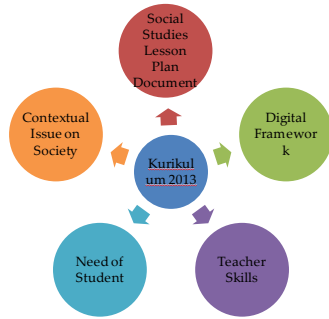 Social
Studies
Lesson
Plan
Document
Contextual
Issue on
Society
Digital
Framewor
k
Kurikul
um 2013
Need of
Student
Teacher
Skills